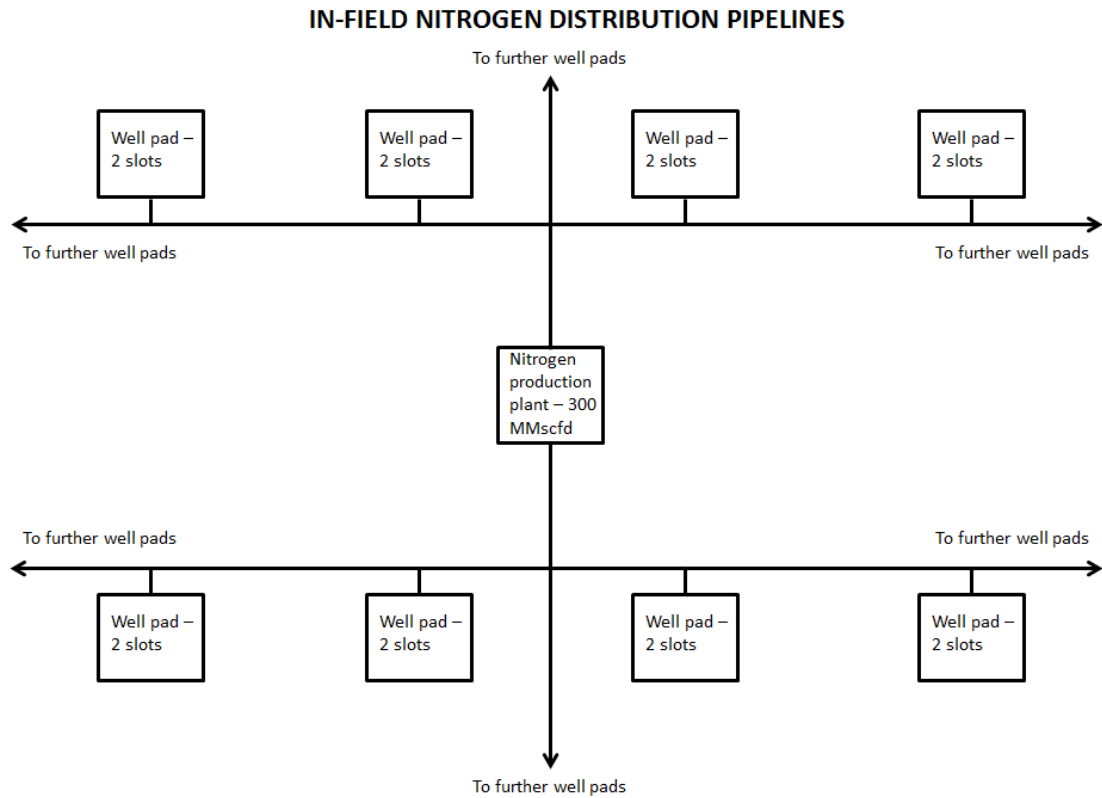 IN-FIELD NITROGEN DISTRIBUTION PIPELINES
To further well pads
Well pad –
2 slots
Well pad –
2 slots
Well pad –
2 slots
Well pad –
2 slots
To further well pads
To further well pads
Nitrogen
production
plant – 300
MMscfd
To further well pads
To further well pads
Well pad –
2 slots
Well pad –
2 slots
Well pad –
2 slots
Well pad –
2 slots
To further well pads